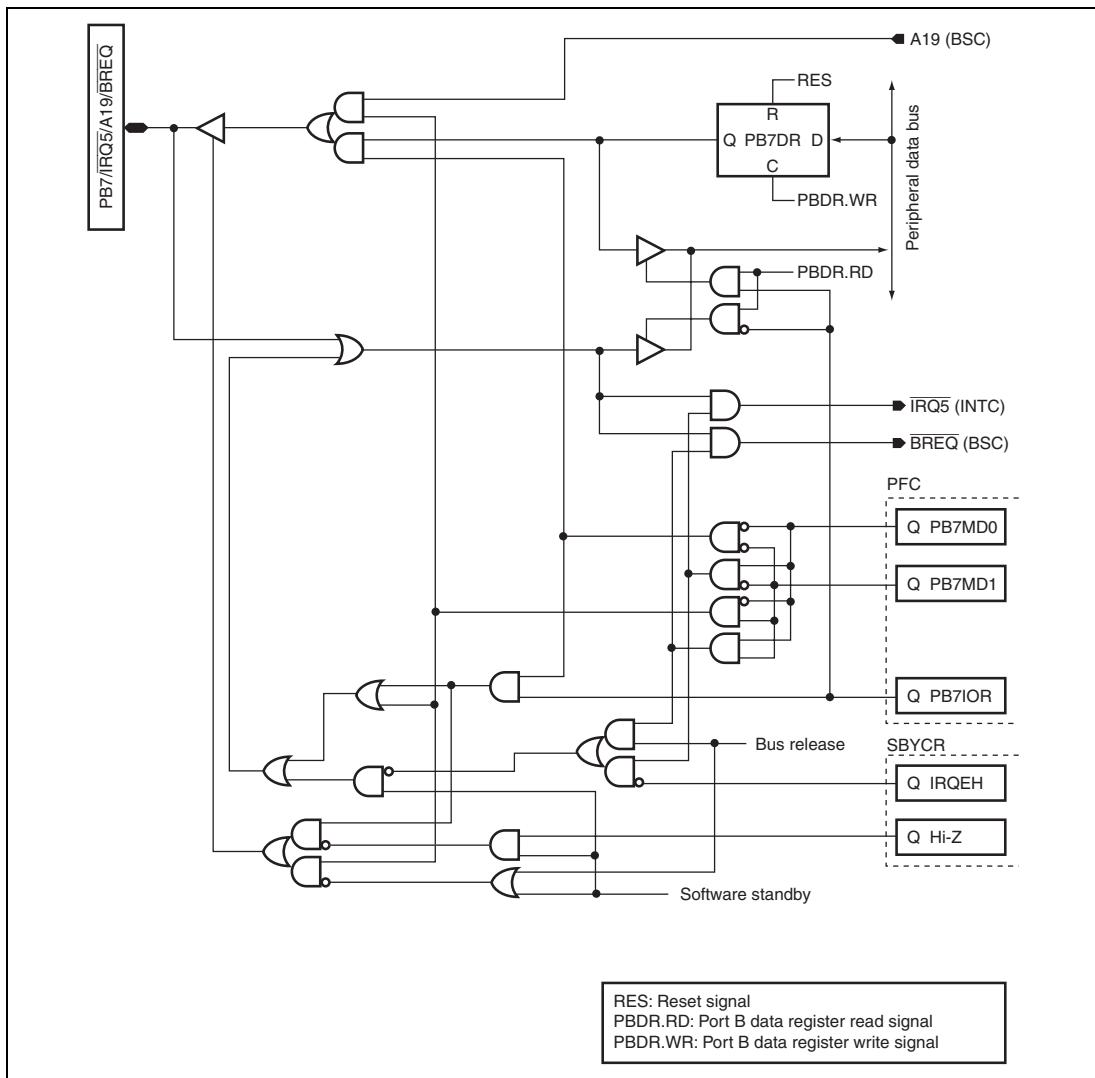 PB7/IRQ5/A19/BREQ
A19 (BSC)
RES
R
Q PB7DR D
C
PBDR.WR
Peripheral data bus
PBDR.RD
IRQ5 (INTC)
BREQ (BSC)
PFC
Q PB7MD0
Q PB7MD1
Q PB7IOR
Bus release
SBYCR
Q IRQEH
Q Hi-Z
Software standby
RES: Reset signal
PBDR.RD: Port B data register read signal
PBDR.WR: Port B data register write signal